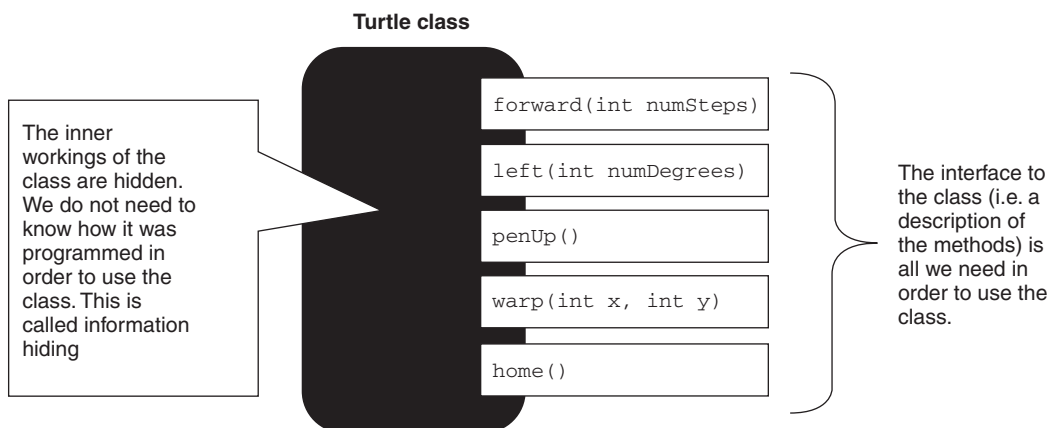 Turtle class
The inner
workings of the
class are hidden.
We do not need to
know how it was
programmed in
order to use the
class. This is
called information
hiding
forward(int numSteps)
left(int numDegrees)
penUp()
warp(int x, int y)
home()
The interface to
the class (i.e. a
description of
the methods) is
all we need in
order to use the
class.